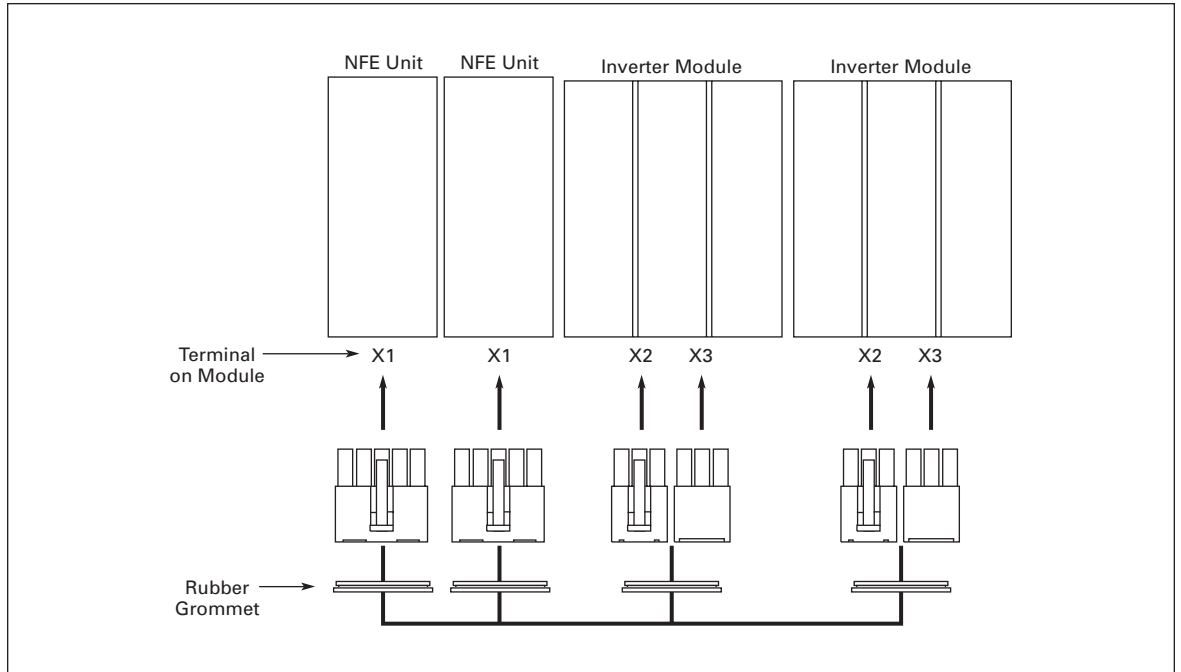 NFE Unit
NFE Unit
Inverter Module
Inverter Module
Terminal
on Module
X1
X1
X2
X3
X2
X3
Rubber
Grommet